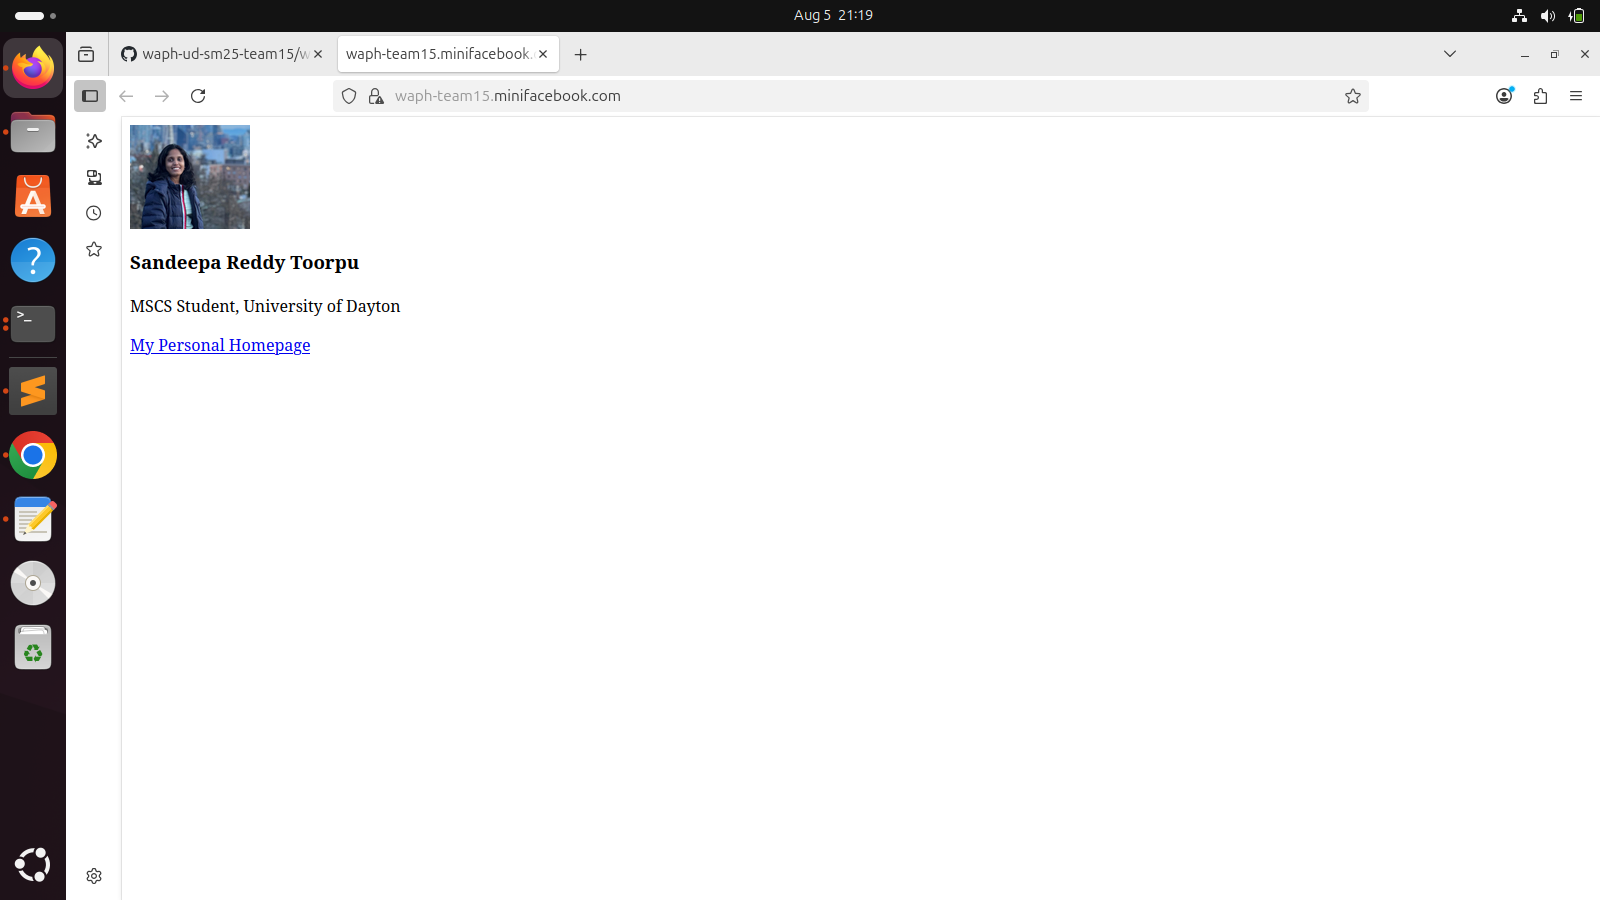 Aug 5 21:19
waph-ud-sm25-team15/w
waph-team15.minifacebook.
waph-team15.minifacebook.com
Sandeepa Reddy Toorpu
MSCS Student, University of Dayton
My Personal Homepage